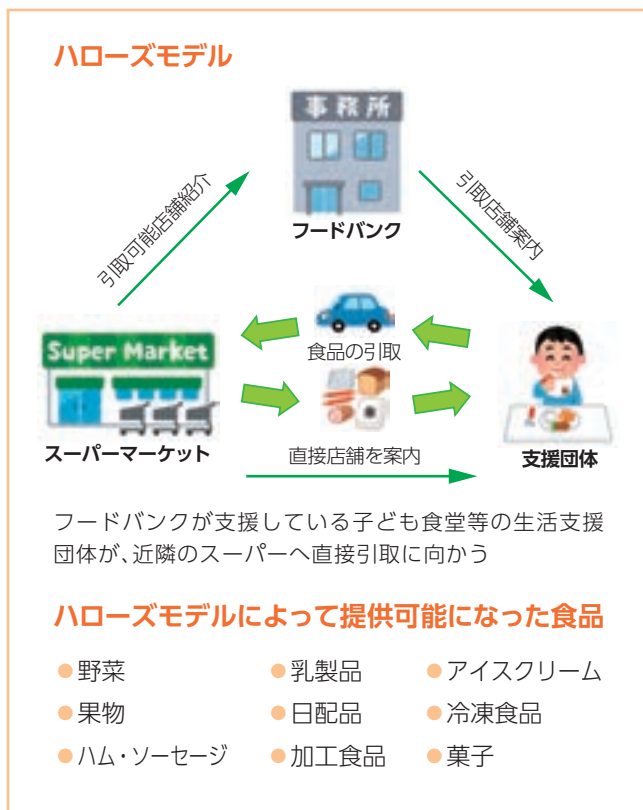 ハローズモデル
事務所
フードバンク
引取可能店舗紹介
引取店舗案内
Super Market
食品の引取
スーパーマーケット
直接店舗を案内
支援団体
フードバンクが支援している子ども食堂等の生活支援
団体が、近隣のスーパーへ直接引取に向かう
ハローズモデルによって提供可能になった食品
●野菜 ●乳製品 ●アイスクリーム
●果物 ●日配品 ●冷凍食品
●ハム・ソーセージ ●加工食品 ●菓子